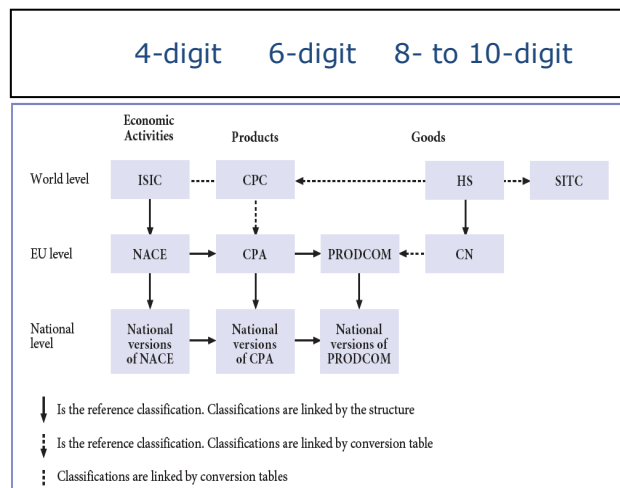 4-digit 6-digit 8- to 10-digit
Economic
Activities
Products
Goods
World level
ISIC
CPC
HS
SITC
EU level
NACE
CPA
PRODCOM
CN
National
level
National
versions
of NACE
National
versions
of CPA
National
versions of
PRODCOM
Is the reference classification. Classifications are linked by the structure
Is the reference classification. Classifications are linked by conversion table
Classifications are linked by conversion tables